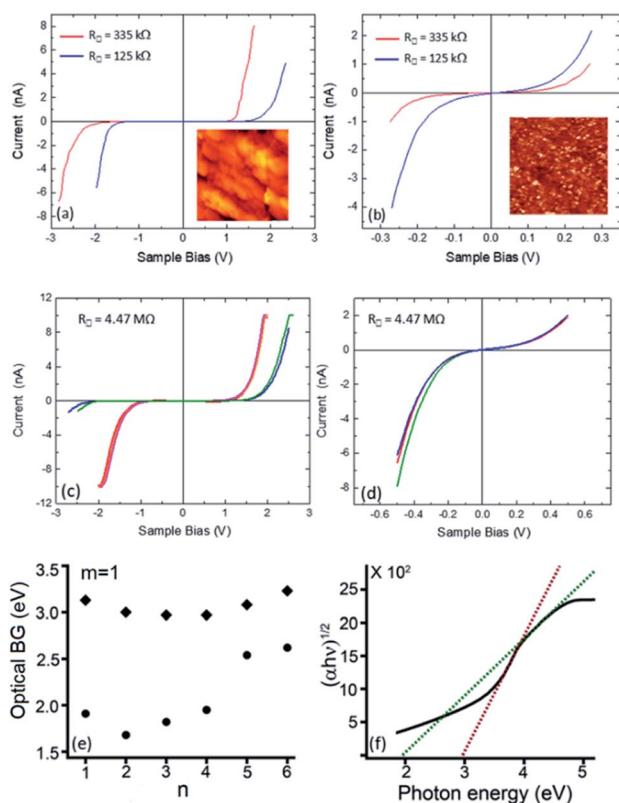 8
6
4
2
0
-2
-4
-6
-8
Current (nA)
R□ = 335 kΩ
R□ = 125 kΩ
(a)
-3 -2 -1 0 1 2 3
Sample Bias (V)
2
1
0
-1
-2
-3
-4
Current (nA)
R□ = 335 kΩ
R□ = 125 kΩ
(b)
-0.3 -0.2 -0.1 0.0 0.1 0.2 0.3
Sample Bias (V)
12
8
4
0
-4
-8
-12
Current (nA)
R□ = 4.47 MΩ
(c)
-3 -2 -1 0 1 2 3
Sample Bias (V)
2
0
-2
-4
-6
-8
Current (nA)
R□ = 4.47 MΩ
(d)
-0.6 -0.4 -0.2 0.0 0.2 0.4 0.6
Sample Bias (V)
3.5
3.0
2.5
2.0
1.5
Optical BG (eV)
m=1
(e)
1 2 3 4 5 6
n
X 10²
25
20
15
10
5
(αhν)^1/2
(f)
2 3 4 5
Photon energy (eV)